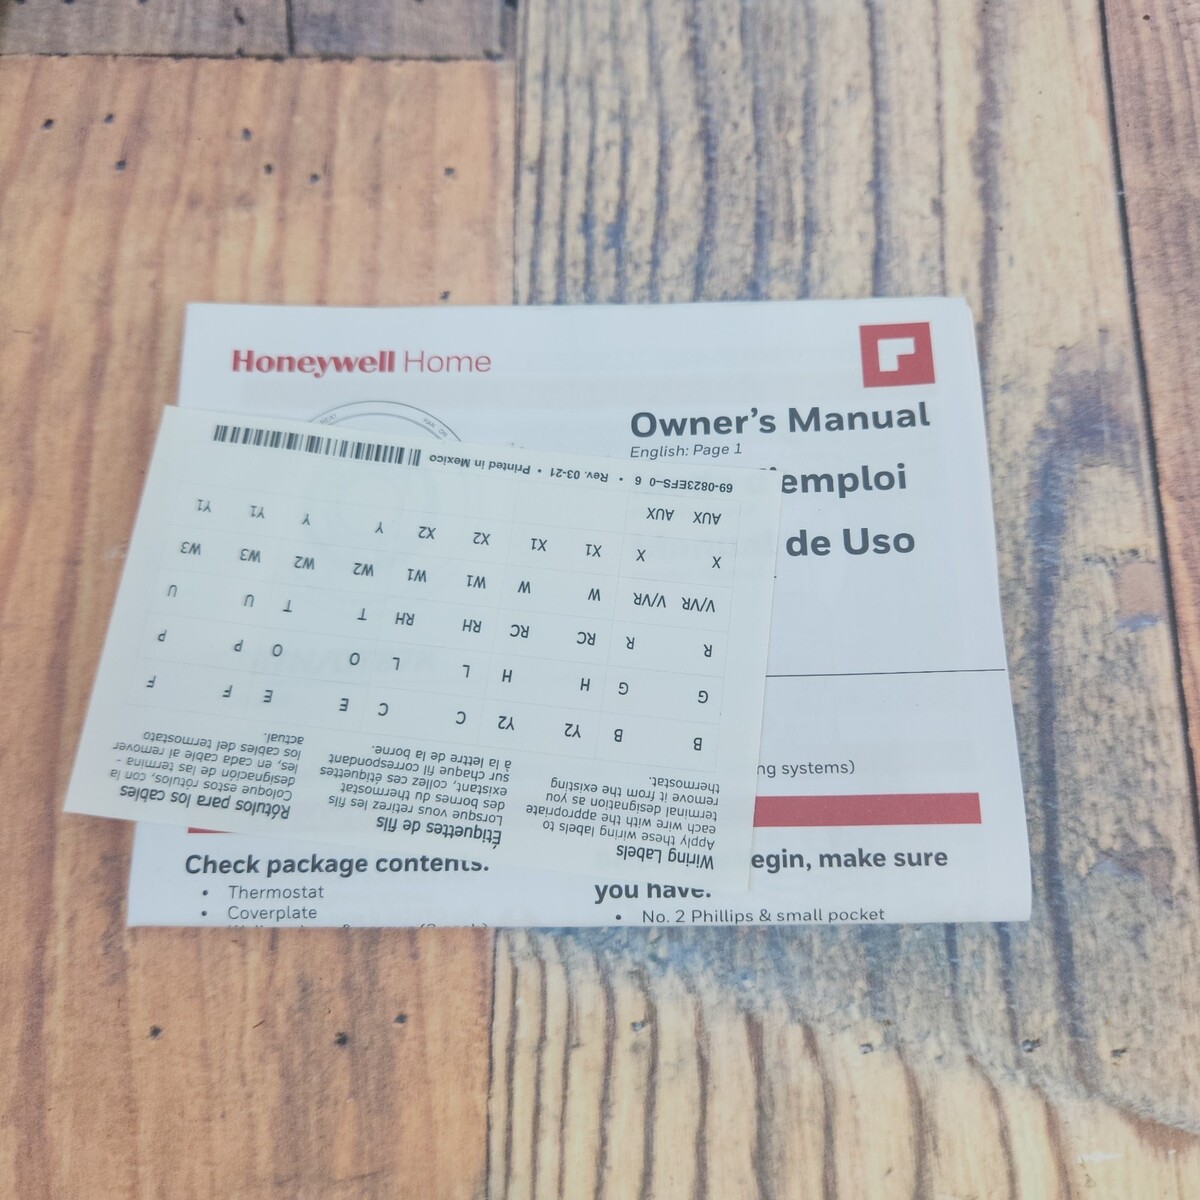 Honeywell Home
FAN ON
Owner's Manual
English: Page 1
'emploi
de Uso
ng systems)
Check package contents.
• Thermostat
• Coverplate
egin, make sure
you have:
• No. 2 Phillips & small pocket
Wiring Labels
Apply these wiring labels to
each wire with the appropriate
terminal designation as you
remove it from the existing
thermostat.
Étiquettes de fils
Lorsque vous retirez les fils
des bornes du thermostat
existant, collez ces étiquettes
sur chaque fil correspondant
à la lettre de la borne.
Rótulos para los cables
Coloque estos rótulos, con la
designación de las termina -
les, en cada cable al remover
los cables del termostato
actual.
B B Y2 Y2 C C E E F F
G G H H L L O O P P
R R RC RC RH RH T T U U
V/VR V/VR W W W1 W1 W2 W2 W3 W3
X X X1 X1 X2 X2 Y Y Y1 Y1
AUX AUX
69-0823EFS–0 6 • Rev. 03-21 • Printed in Mexico